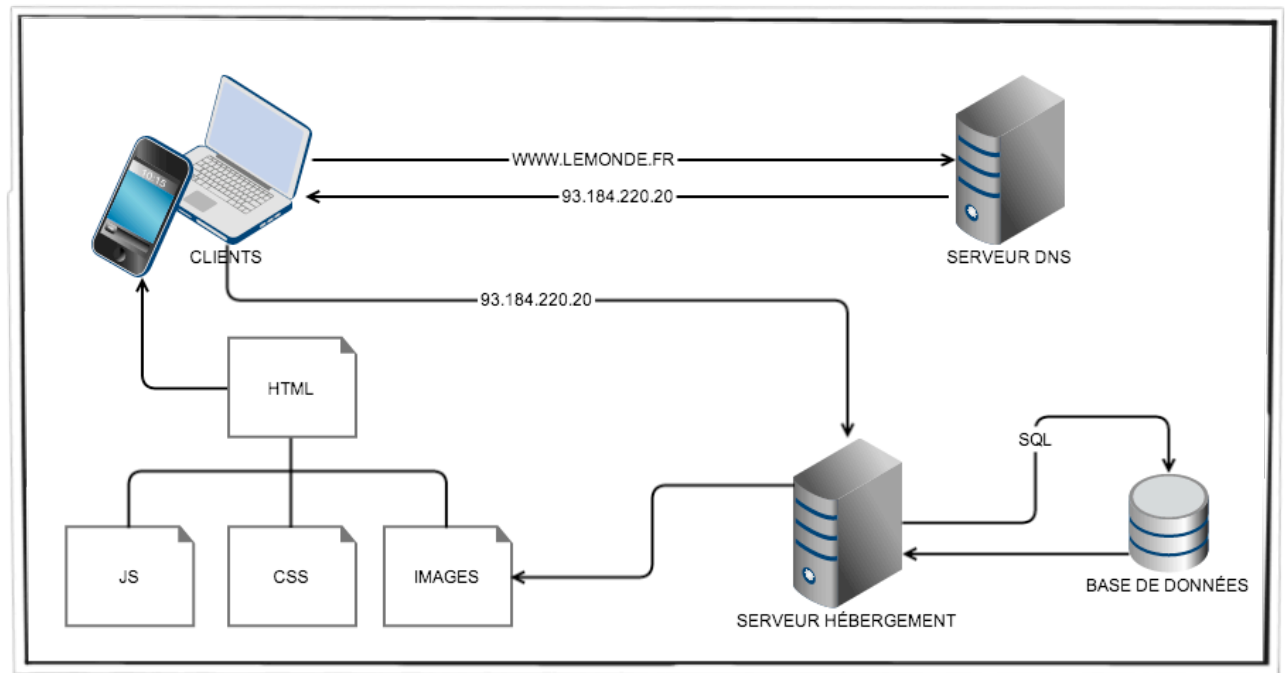 WWW.LEMONDE.FR
10:15
93.184.220.20
CLIENTS
SERVEUR DNS
93.184.220.20
HTML
SQL
JS
CSS
IMAGES
BASE DE DONNÉES
SERVEUR HÉBERGEMENT